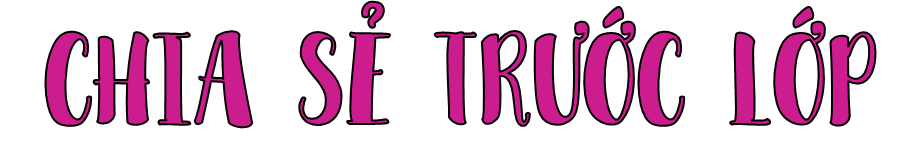 CHIA SẺ TRƯỚC LỚP